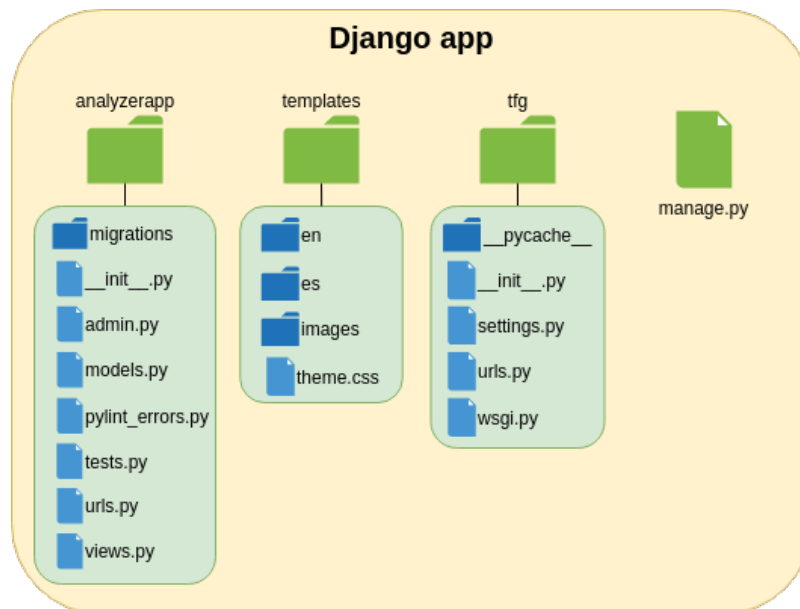 Django app
analyzerapp
migrations
__init__.py
admin.py
models.py
pylint_errors.py
tests.py
urls.py
views.py
templates
en
es
images
theme.css
tfg
__pycache__
__init__.py
settings.py
urls.py
wsgi.py
manage.py